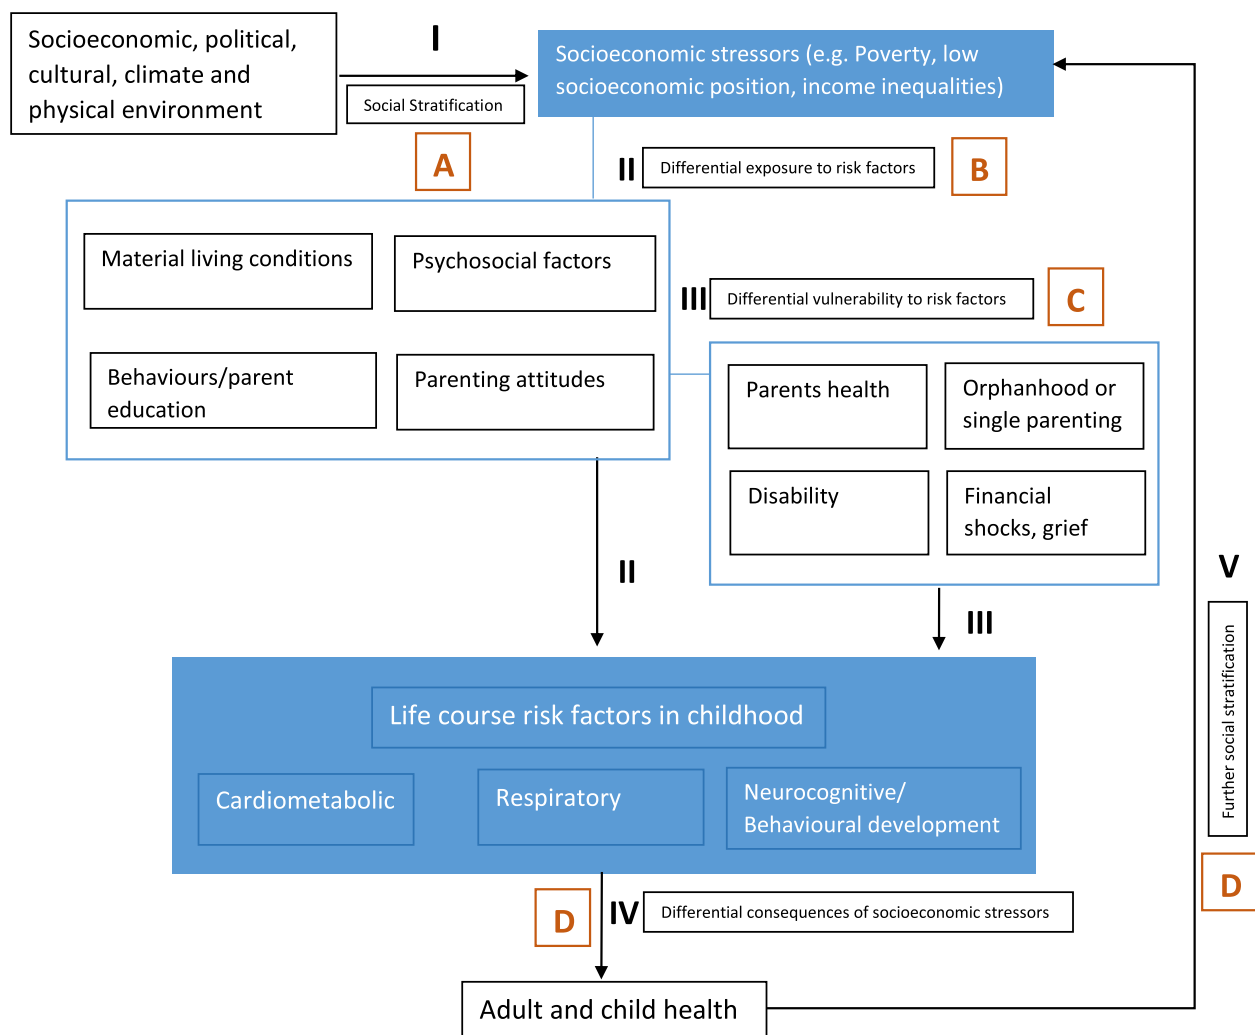 Socioeconomic, political,
cultural, climate and
physical environment
I
Social Stratification
A
Socioeconomic stressors (e.g. Poverty, low
socioeconomic position, income inequalities)
II
Differential exposure to risk factors
B
Material living conditions
Psychosocial factors
Behaviours/parent
education
Parenting attitudes
III
Differential vulnerability to risk factors
C
Parents health
Orphanhood or
single parenting
Disability
Financial
shocks, grief
II
III
V
Further social stratification
D
Life course risk factors in childhood
Cardiometabolic
Respiratory
Neurocognitive/
Behavioural development
D
IV
Differential consequences of socioeconomic stressors
Adult and child health